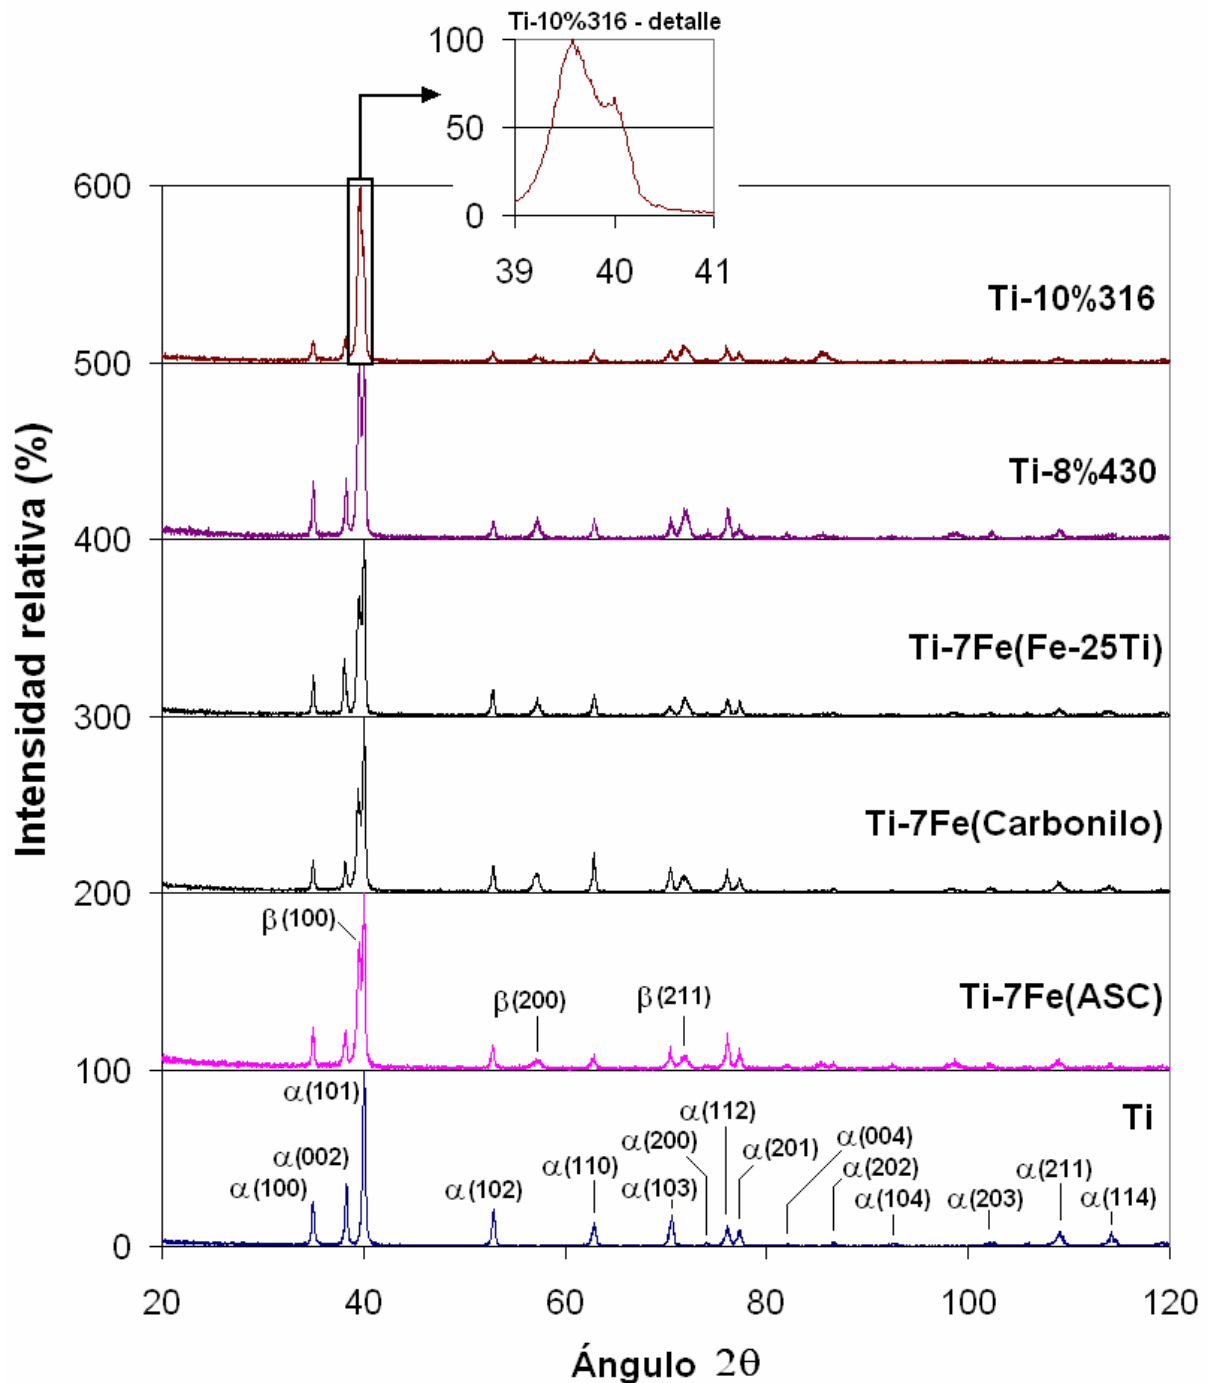 Ti-10%316 - detalle
100
50
0
39 40 41
600
Ti-10%316
500
Ti-8%430
400
Ti-7Fe(Fe-25Ti)
300
Ti-7Fe(Carbonilo)
200
β(100)
β(200)
β(211)
Ti-7Fe(ASC)
100
α(101)
Ti
α(112)
α(200)
α(004)
α(002)
α(110)
α(201)
α(202)
α(100)
α(102)
α(103)
α(104)
α(203)
α(211)
α(114)
0
20 40 60 80 100 120
Ángulo 2θ
Intensidad relativa (%)